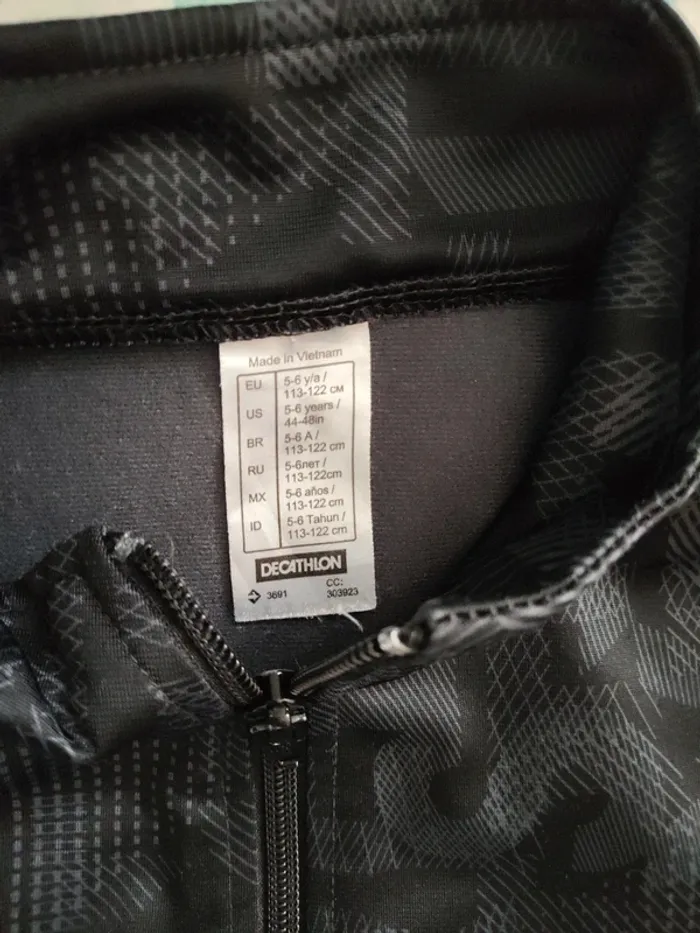 Made in Vietnam
EU 5-6 y/a /
113-122 см
US 5-6 years /
44-48in
BR 5-6 A /
113-122 cm
RU 5-6лет /
113-122cm
MX 5-6 años /
113-122 cm
ID 5-6 Tahun /
113-122 cm
DECATHLON
3691 CC:
303923